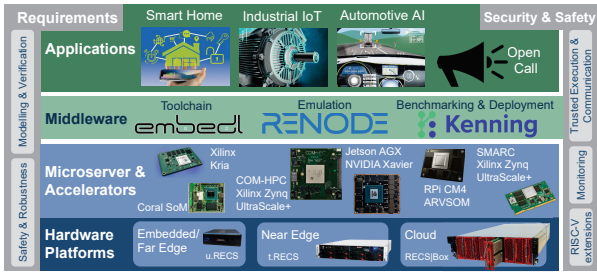 Requirements
Security & Safety
Smart Home
Industrial IoT
Automotive AI
Applications
Open
Call
Modelling & Verification
Safety & Robustness
Trusted Execution &
Communication
Monitoring
RISC-V
extensions
Middleware
Toolchain
embedl
Emulation
RENODE
Benchmarking & Deployment
Kenning
Microserver &
Accelerators
Xilinx
Kria
Coral SoM
COM-HPC
Xilinx Zynq
UltraScale+
Jetson AGX
NVIDIA Xavier
RPi CM4
ARVSOM
SMARC
Xilinx Zynq
UltraScale+
Hardware
Platforms
Embedded/
Far Edge
u.RECS
Near Edge
t.RECS
Cloud
RECS|Box